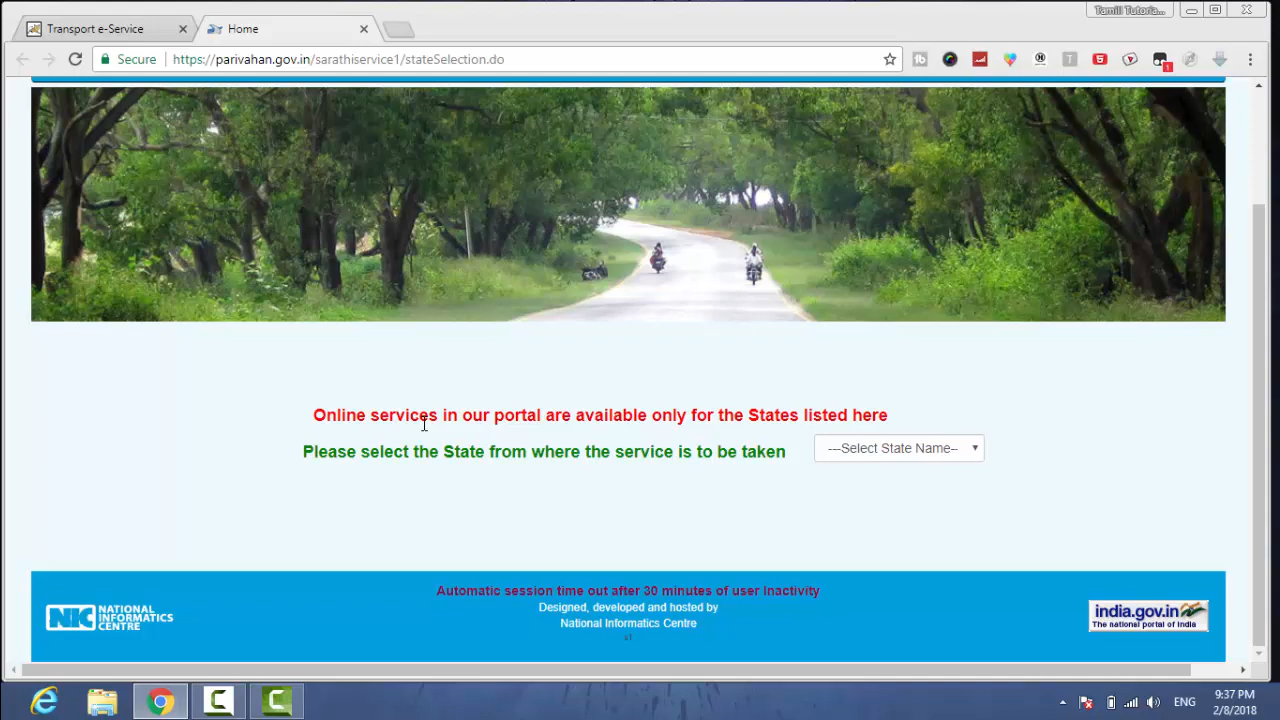 Tamill Tutoria...
Transport e-Service
Home
Secure
https://parivahan.gov.in/sarathiservice1/stateSelection.do
Online services in our portal are available only for the States listed here
Please select the State from where the service is to be taken
---Select State Name--
Automatic session time out after 30 minutes of user Inactivity
Designed, developed and hosted by
National Informatics Centre
s1
NIC NATIONAL
INFORMATICS
CENTRE
india.gov.in
The national portal of India
ENG
9:37 PM
2/8/2018